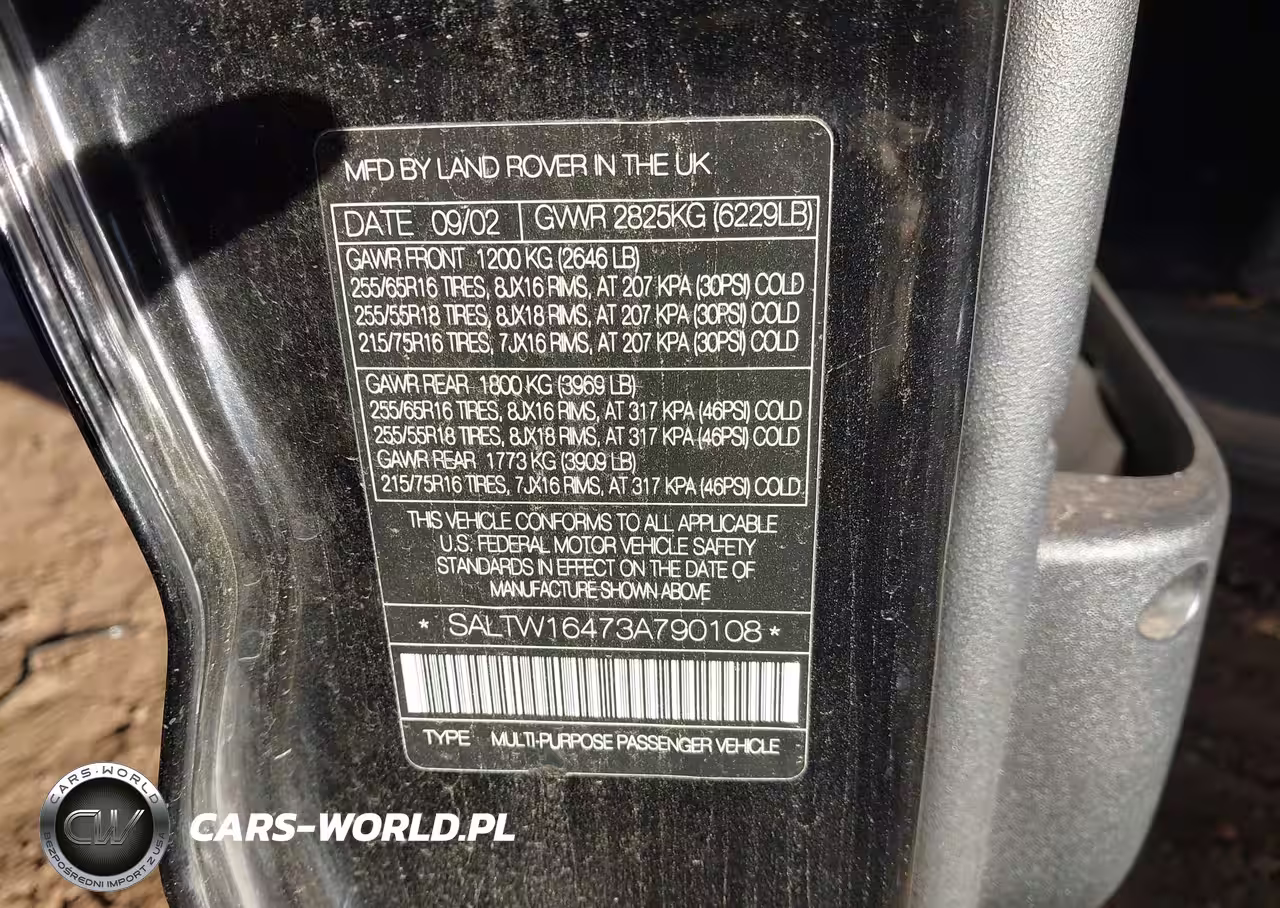 MFD BY LAND ROVER IN THE UK
DATE 09/02 GVWR 2825KG (6229LB)
GAWR FRONT 1200 KG (2646 LB)
255/65R16 TIRES, 8JX16 RIMS, AT 207 KPA (30PSI) COLD
255/55R18 TIRES, 8JX18 RIMS, AT 207 KPA (30PSI) COLD
215/75R16 TIRES, 7JX16 RIMS, AT 207 KPA (30PSI) COLD
GAWR REAR 1800 KG (3969 LB)
255/65R16 TIRES, 8JX16 RIMS, AT 317 KPA (46PSI) COLD
255/55R18 TIRES, 8JX18 RIMS, AT 317 KPA (46PSI) COLD
GAWR REAR 1773 KG (3909 LB)
215/75R16 TIRES, 7JX16 RIMS, AT 317 KPA (46PSI) COLD
THIS VEHICLE CONFORMS TO ALL APPLICABLE
U.S. FEDERAL MOTOR VEHICLE SAFETY
STANDARDS IN EFFECT ON THE DATE OF
MANUFACTURE SHOWN ABOVE
* SALTW16473A790108 *
TYPE MULTI-PURPOSE PASSENGER VEHICLE
CARS-WORLD
CW
BEZPOŚREDNI IMPORT Z USA
CARS-WORLD.PL